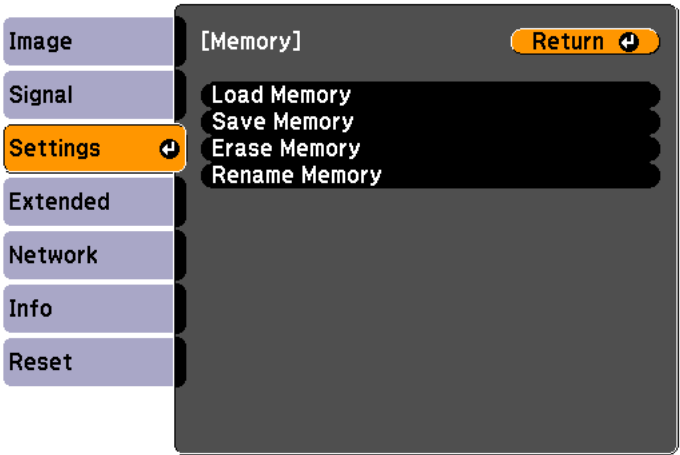 Image
Signal
Settings
Extended
Network
Info
Reset
[Memory]
Return
Load Memory
Save Memory
Erase Memory
Rename Memory